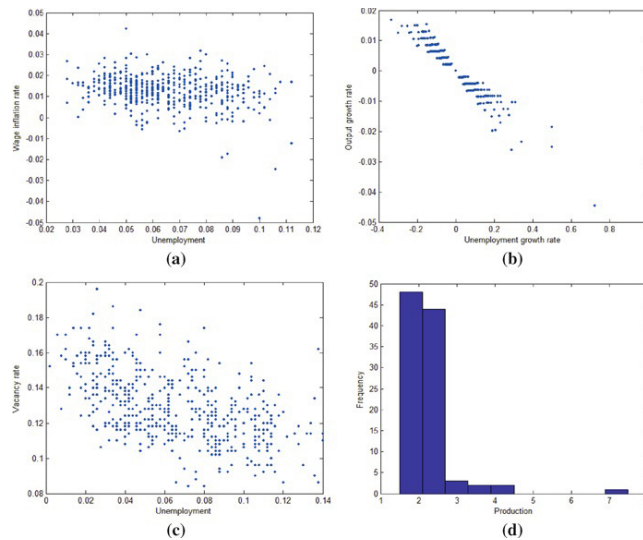 0.06
0.05
0.04
0.03
0.02
0.01
0
-0.01
-0.02
-0.03
-0.04
-0.05
Wage inflation rate
0.02 0.03 0.04 0.05 0.06 0.07 0.08 0.09 0.10 0.11 0.12
Unemployment
(a)
0.02
0.01
0
-0.01
-0.02
-0.03
-0.04
-0.05
Output growth rate
-0.4 -0.2 0 0.2 0.4 0.6 0.8
Unemployment growth rate
(b)
0.2
0.18
0.16
0.14
0.12
0.10
0.08
Vacancy rate
0 0.02 0.04 0.06 0.08 0.10 0.12 0.14
Unemployment
(c)
50
45
40
35
30
25
20
15
10
5
0
Frequency
1 2 3 4 5 6 7
Production
(d)